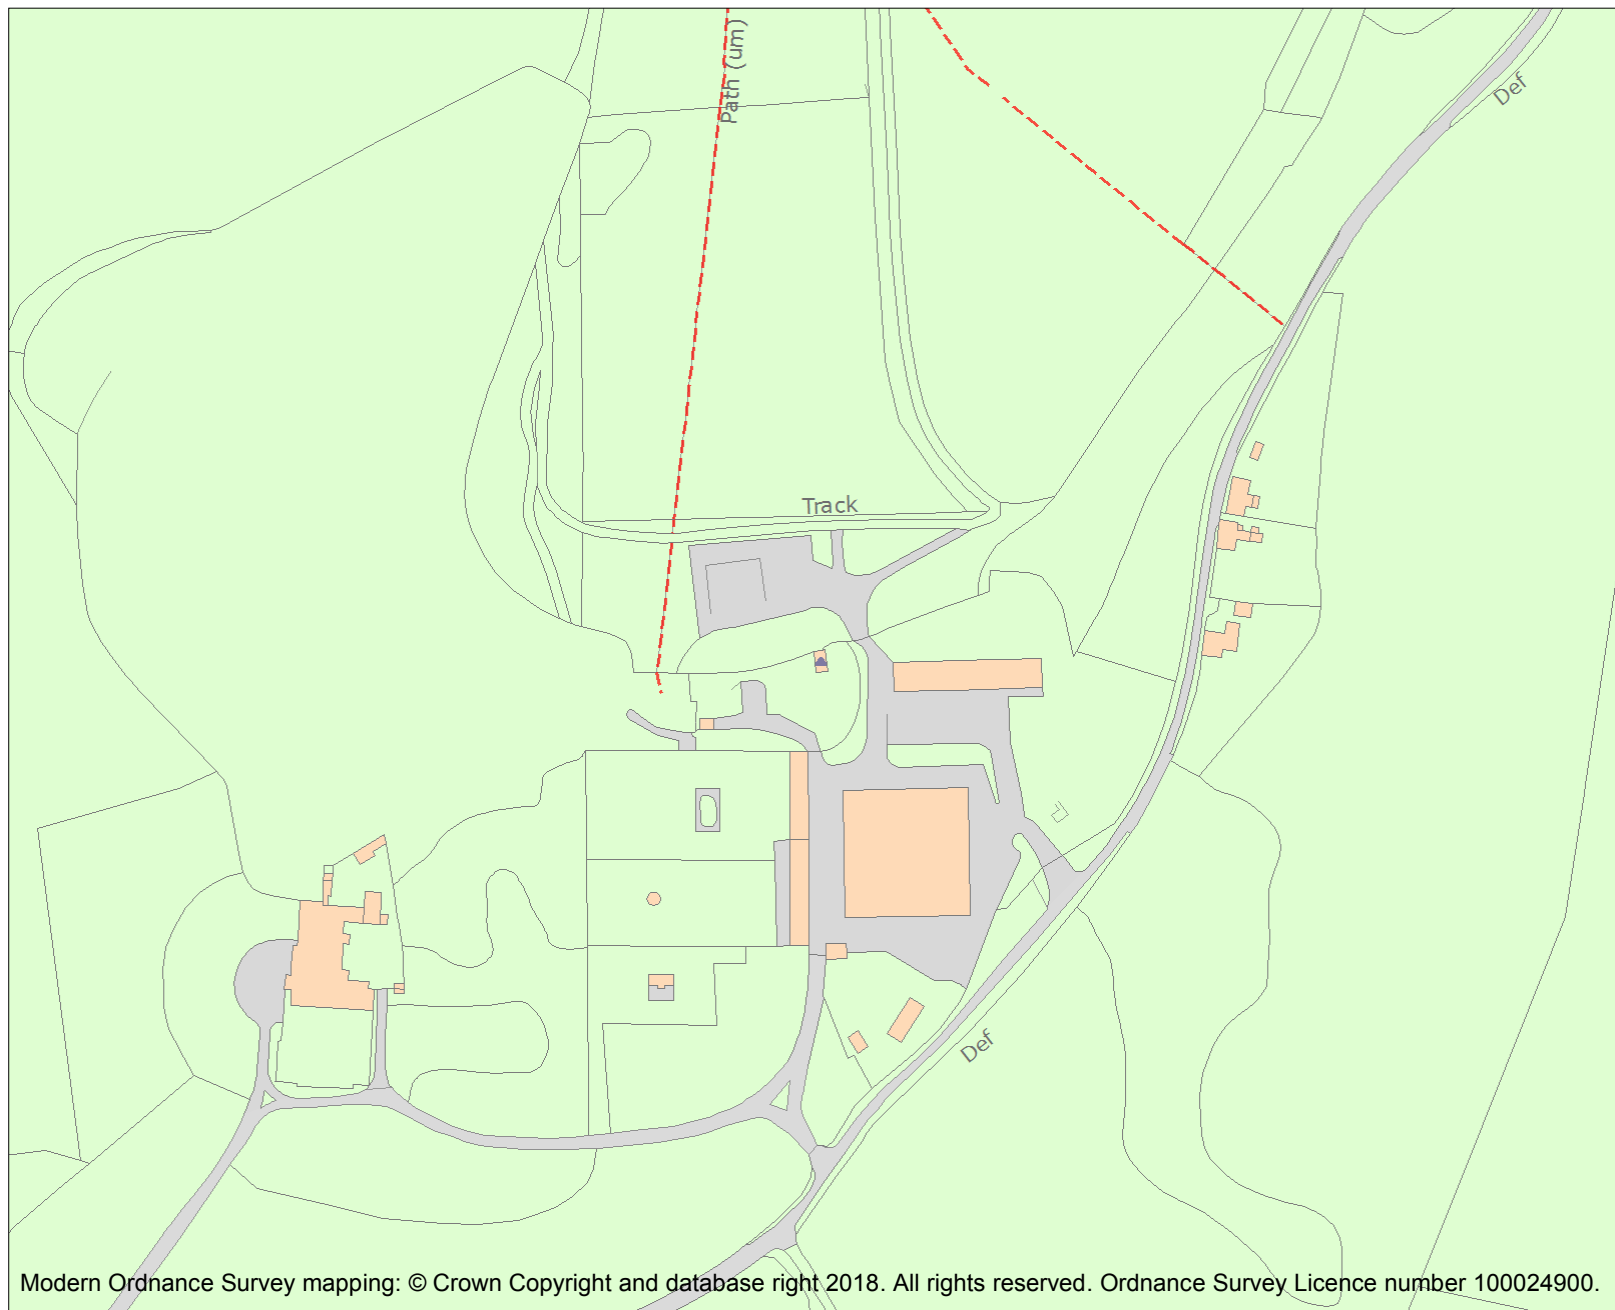 Path (um)
Def
Track
Def
Modern Ordnance Survey mapping: © Crown Copyright and database right 2018. All rights reserved. Ordnance Survey Licence number 100024900.